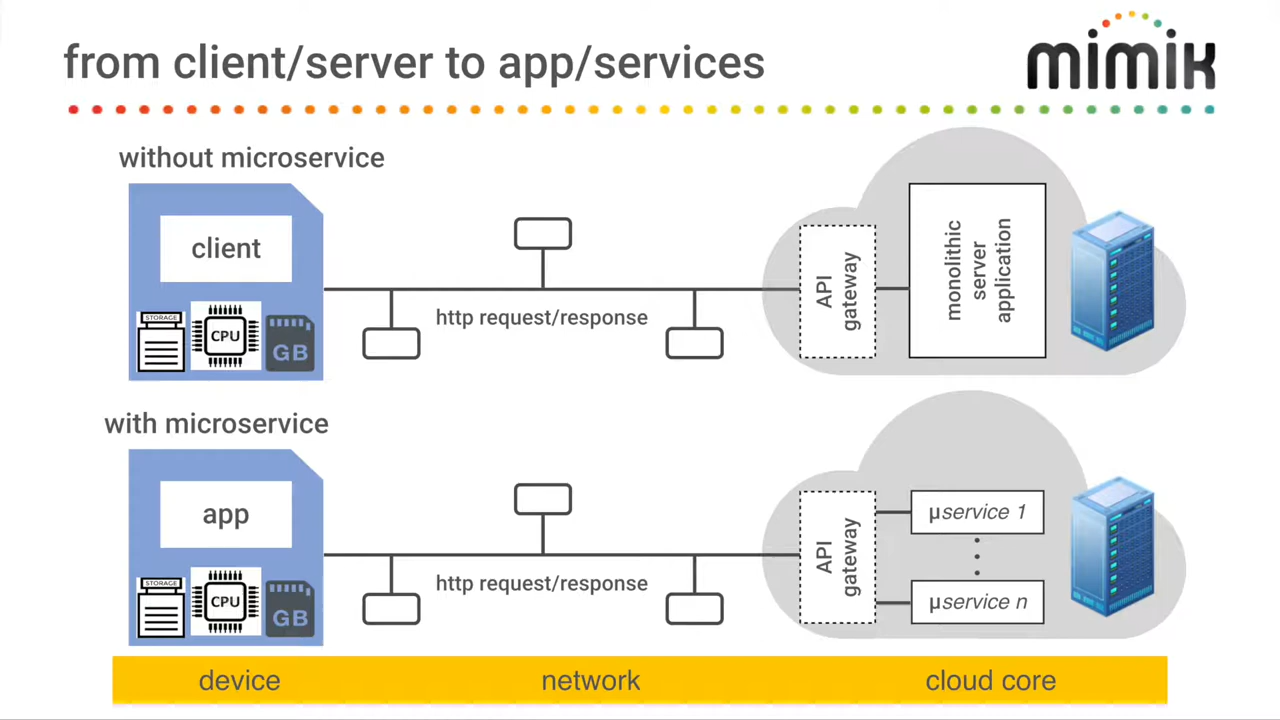 from client/server to app/services
mimik
without microservice
client
STORAGE
CPU
GB
http request/response
API
gateway
monolithic
server
application
with microservice
app
STORAGE
CPU
GB
http request/response
API
gateway
µservice 1
µservice n
device
network
cloud core